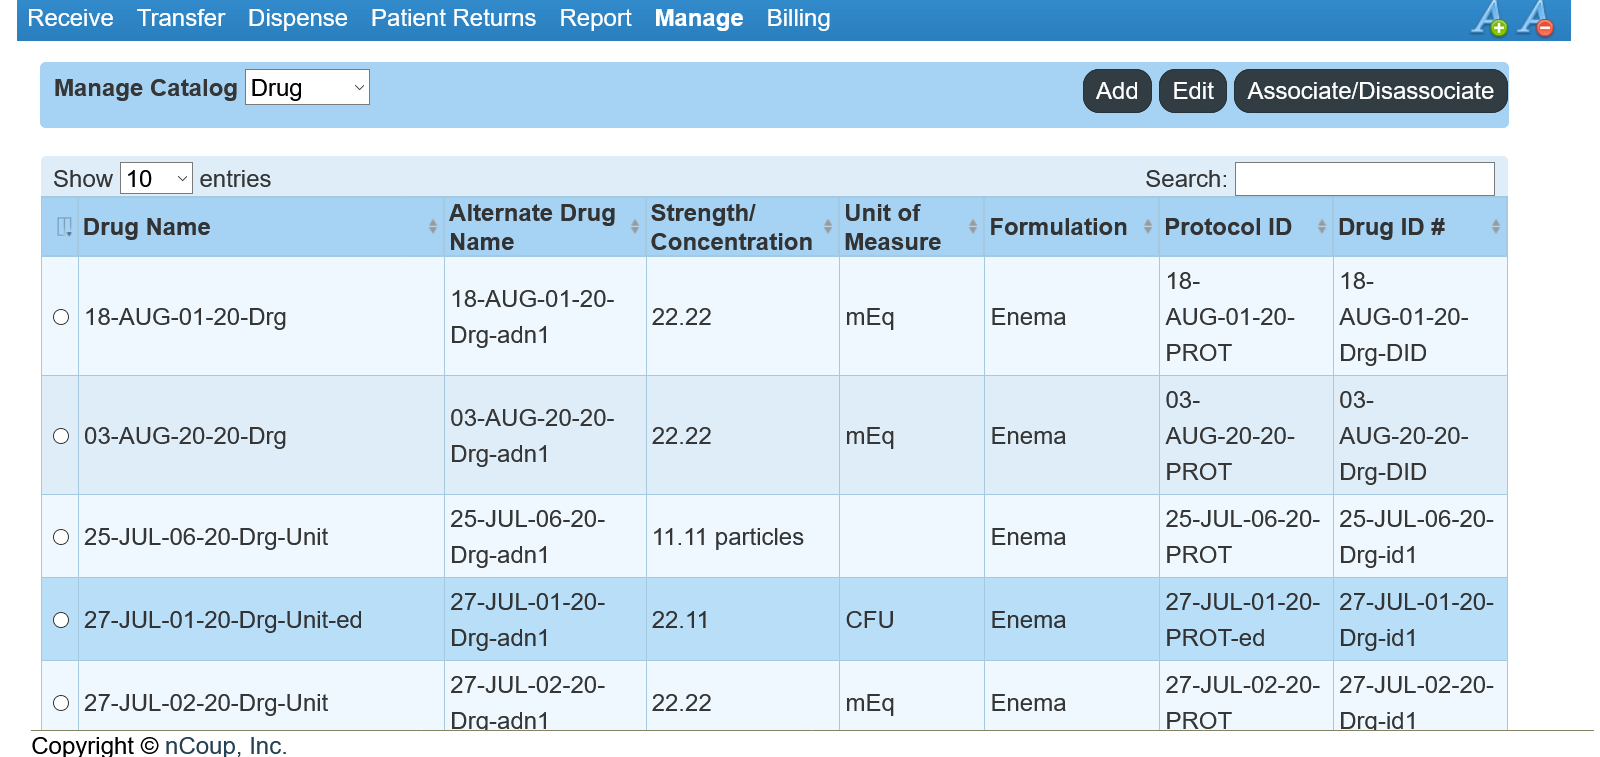 Receive Transfer Dispense Patient Returns Report Manage Billing
Manage Catalog Drug Add Edit Associate/Disassociate
Show 10 entries Search:
Drug Name Alternate Drug Name Strength/ Concentration Unit of Measure Formulation Protocol ID Drug ID #
18-AUG-01-20-Drg 18-AUG-01-20-Drg-adn1 22.22 mEq Enema 18-AUG-01-20-PROT 18-AUG-01-20-Drg-DID
03-AUG-20-20-Drg 03-AUG-20-20-Drg-adn1 22.22 mEq Enema 03-AUG-20-20-PROT 03-AUG-20-20-Drg-DID
25-JUL-06-20-Drg-Unit 25-JUL-06-20-Drg-adn1 11.11 particles Enema 25-JUL-06-20-PROT 25-JUL-06-20-Drg-id1
27-JUL-01-20-Drg-Unit-ed 27-JUL-01-20-Drg-adn1 22.11 CFU Enema 27-JUL-01-20-PROT-ed 27-JUL-01-20-Drg-id1
27-JUL-02-20-Drg-Unit 27-JUL-02-20-Drg-adn1 22.22 mEq Enema 27-JUL-02-20-PROT 27-JUL-02-20-Drg-id1
Copyright © nCoup, Inc.